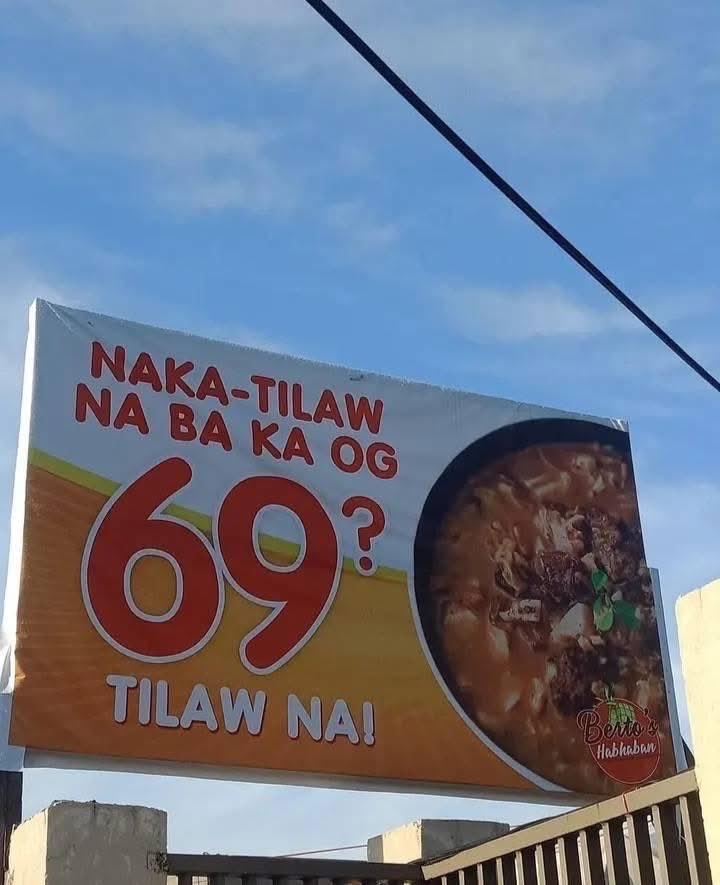 NAKA-TILAW
NA BA KA OG
69?
TILAW NA!
Berto's
Habhaban